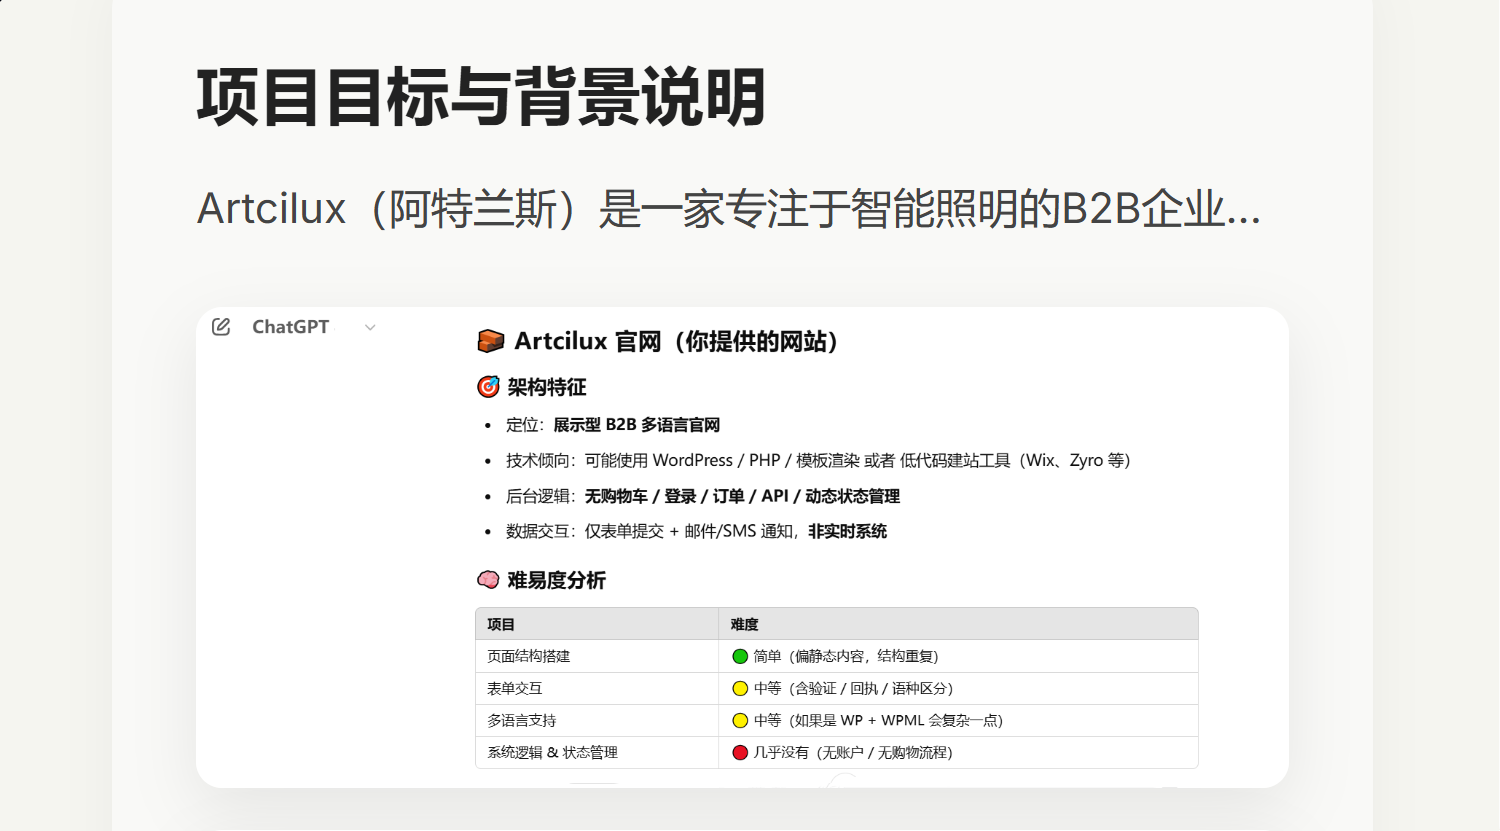 项目目标与背景说明
Artcilux（阿特兰斯）是一家专注于智能照明的B2B企业...
ChatGPT
Artcilux 官网（你提供的网站）
架构特征
• 定位：展示型 B2B 多语言官网
• 技术倾向：可能使用 WordPress / PHP / 模板渲染 或者 低代码建站工具（Wix、Zyro 等）
• 后台逻辑：无购物车 / 登录 / 订单 / API / 动态状态管理
• 数据交互：仅表单提交 + 邮件/SMS 通知，非实时系统
难易度分析
项目 难度
页面结构搭建 简单（偏静态内容，结构重复）
表单交互 中等（含验证 / 回执 / 语种区分）
多语言支持 中等（如果是 WP + WPML 会复杂一点）
系统逻辑 & 状态管理 几乎没有（无账户 / 无购物流程）